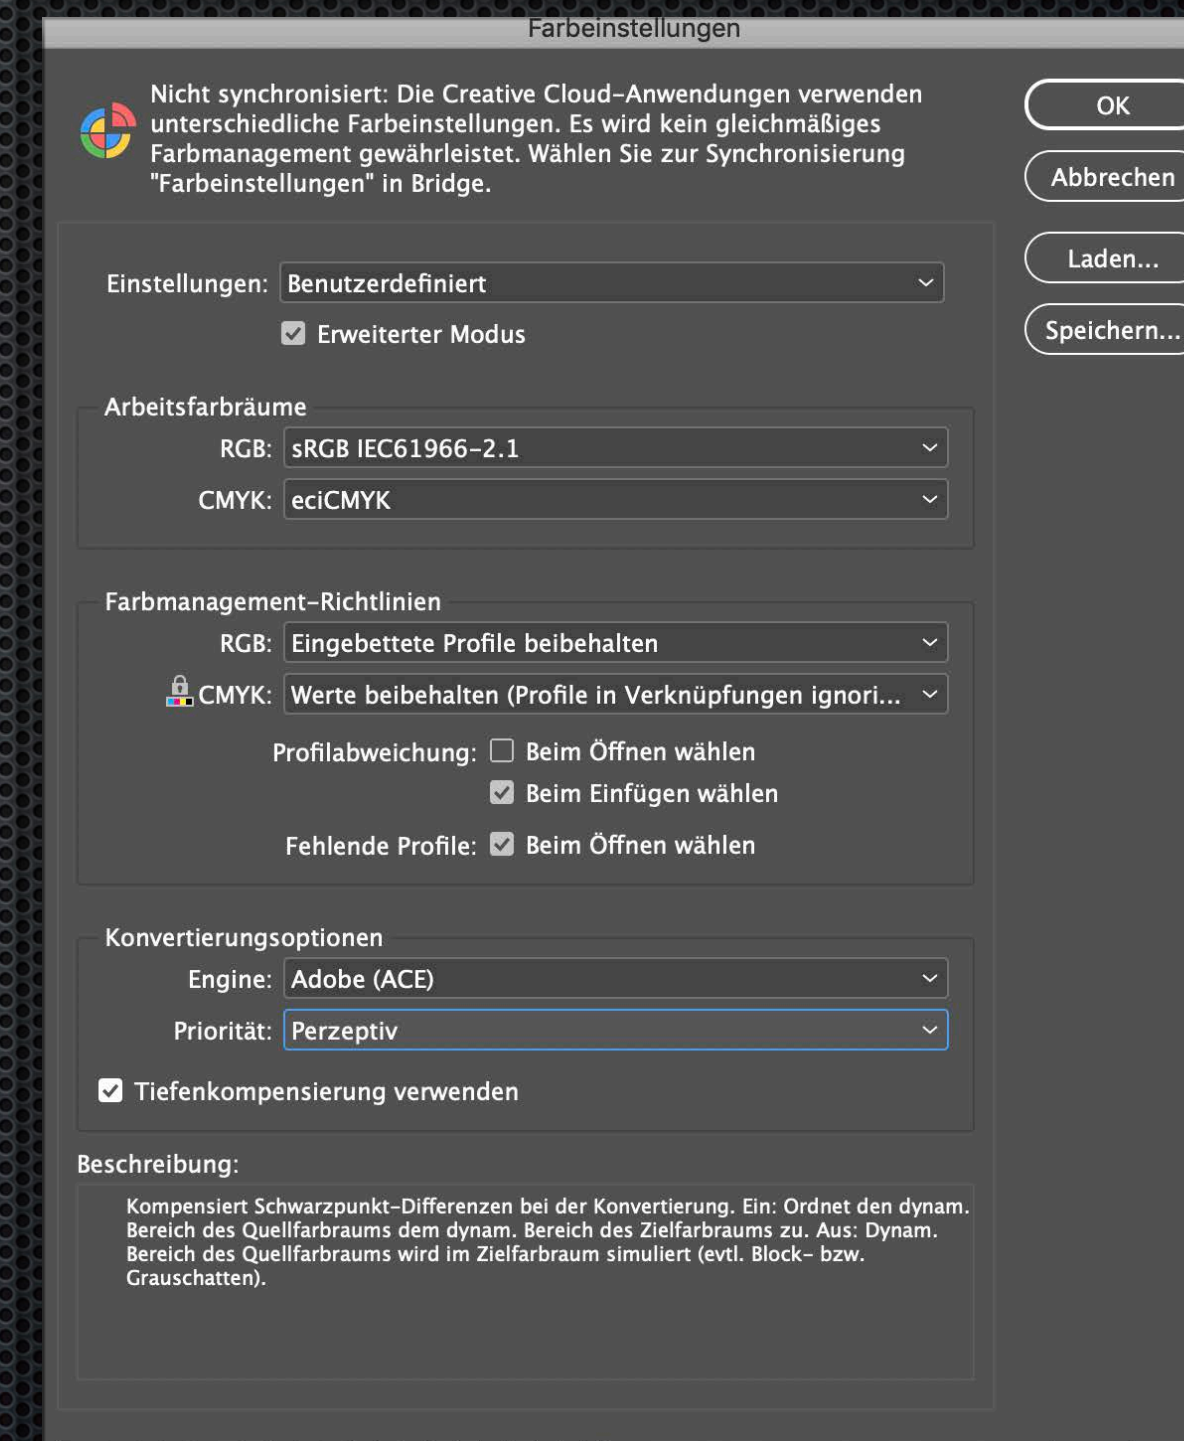 Farbeinstellungen
Nicht synchronisiert: Die Creative Cloud-Anwendungen verwenden
unterschiedliche Farbeinstellungen. Es wird kein gleichmäßiges
Farbmanagement gewährleistet. Wählen Sie zur Synchronisierung
"Farbeinstellungen" in Bridge.
OK
Abbrechen
Laden...
Speichern...
Einstellungen: Benutzerdefiniert
Erweiterter Modus
Arbeitsfarbräume
RGB: sRGB IEC61966-2.1
CMYK: eciCMYK
Farbmanagement-Richtlinien
RGB: Eingebettete Profile beibehalten
CMYK: Werte beibehalten (Profile in Verknüpfungen ignori...
Profilabweichung: Beim Öffnen wählen
Beim Einfügen wählen
Fehlende Profile: Beim Öffnen wählen
Konvertierungsoptionen
Engine: Adobe (ACE)
Priorität: Perzeptiv
Tiefenkompensierung verwenden
Beschreibung:
Kompensiert Schwarzpunkt-Differenzen bei der Konvertierung. Ein: Ordnet den dynam.
Bereich des Quellfarbraums dem dynam. Bereich des Zielfarbraums zu. Aus: Dynam.
Bereich des Quellfarbraums wird im Zielfarbraum simuliert (evtl. Block- bzw.
Grauschatten).